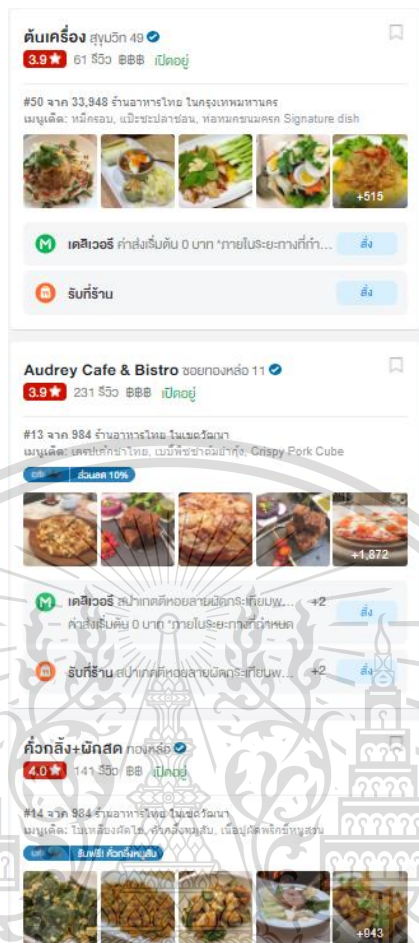 ต้นเครื่อง สุขุมวิท 49
3.9 ★ 61 รีวิว ฿฿฿ เปิดอยู่
#50 จาก 33,948 ร้านอาหารไทย ในกรุงเทพมหานคร
เมนูเด็ด: หมี่กรอบ, แป๊ะซะปลาช่อน, ห่อหมกขนมครก Signature dish
+515
เดลิเวอรี ค่าส่งเริ่มต้น 0 บาท *ภายในระยะทางที่กำ... สั่ง
รับที่ร้าน สั่ง
Audrey Cafe & Bistro ซอยทองหล่อ 11
3.9 ★ 231 รีวิว ฿฿฿ เปิดอยู่
#13 จาก 984 ร้านอาหารไทย ในเขตวัฒนา
เมนูเด็ด: เครปเค้กชาไทย, เบบี้พิซซ่าต้มยำกุ้ง, Crispy Pork Cube
ส่วนลด 10%
+1,872
เดลิเวอรี สปาเกตตีหอยลายผัดกระเทียมพ... +2 สั่ง
ค่าส่งเริ่มต้น 0 บาท *ภายในระยะทางที่กำหนด
รับที่ร้าน สปาเกตตีหอยลายผัดกระเทียมพ... +2 สั่ง
คั่วกลิ้ง+ผักสด ทองหล่อ
4.0 ★ 141 รีวิว ฿฿ เปิดอยู่
#14 จาก 984 ร้านอาหารไทย ในเขตวัฒนา
เมนูเด็ด: ใบเหลียงผัดไข่, คั่วกลิ้งหมูสับ, เนื้อปูผัดพริกขี้หนูสวน
รับฟรี! คั่วกลิ้งหมูสับ
+943